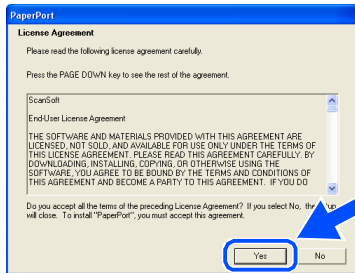 PaperPort
License Agreement
Please read the following license agreement carefully.
Press the PAGE DOWN key to see the rest of the agreement.
ScanSoft
End-User License Agreement
THE SOFTWARE AND MATERIALS PROVIDED WITH THIS AGREEMENT ARE
LICENSED, NOT SOLD, AND AVAILABLE FOR USE ONLY UNDER THE TERMS OF
THIS LICENSE AGREEMENT. PLEASE READ THIS AGREEMENT CAREFULLY. BY
DOWNLOADING, INSTALLING, COPYING, OR OTHERWISE USING THE
SOFTWARE, YOU AGREE TO BE BOUND BY THE TERMS AND CONDITIONS OF
THIS AGREEMENT AND BECOME A PARTY TO THIS AGREEMENT. IF YOU DO
Do you accept all the terms of the preceding License Agreement? If you select No, the
will close. To install "PaperPort", you must accept this agreement.
Yes
No